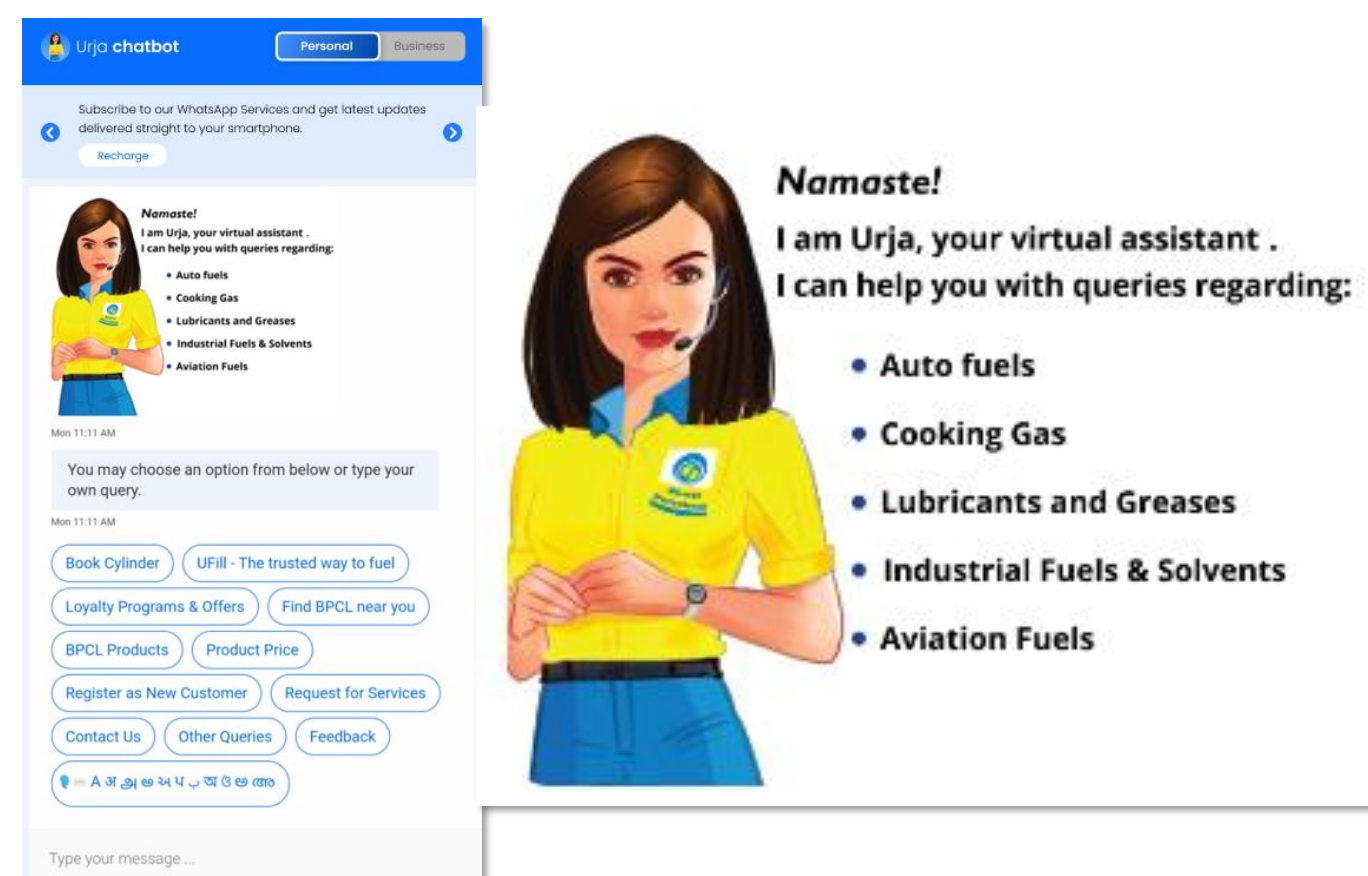 Urja chatbot
Personal
Business
Subscribe to our WhatsApp Services and get latest updates
delivered straight to your smartphone.
Recharge
Namaste!
I am Urja, your virtual assistant .
I can help you with queries regarding:
• Auto fuels
• Cooking Gas
• Lubricants and Greases
• Industrial Fuels & Solvents
• Aviation Fuels
Mon 11:11 AM
You may choose an option from below or type your
own query.
Mon 11:11 AM
Book Cylinder
UFill - The trusted way to fuel
Loyalty Programs & Offers
Find BPCL near you
BPCL Products
Product Price
Register as New Customer
Request for Services
Contact Us
Other Queries
Feedback
A अ
Type your message ...
Namaste!
I am Urja, your virtual assistant .
I can help you with queries regarding:
• Auto fuels
• Cooking Gas
• Lubricants and Greases
• Industrial Fuels & Solvents
• Aviation Fuels